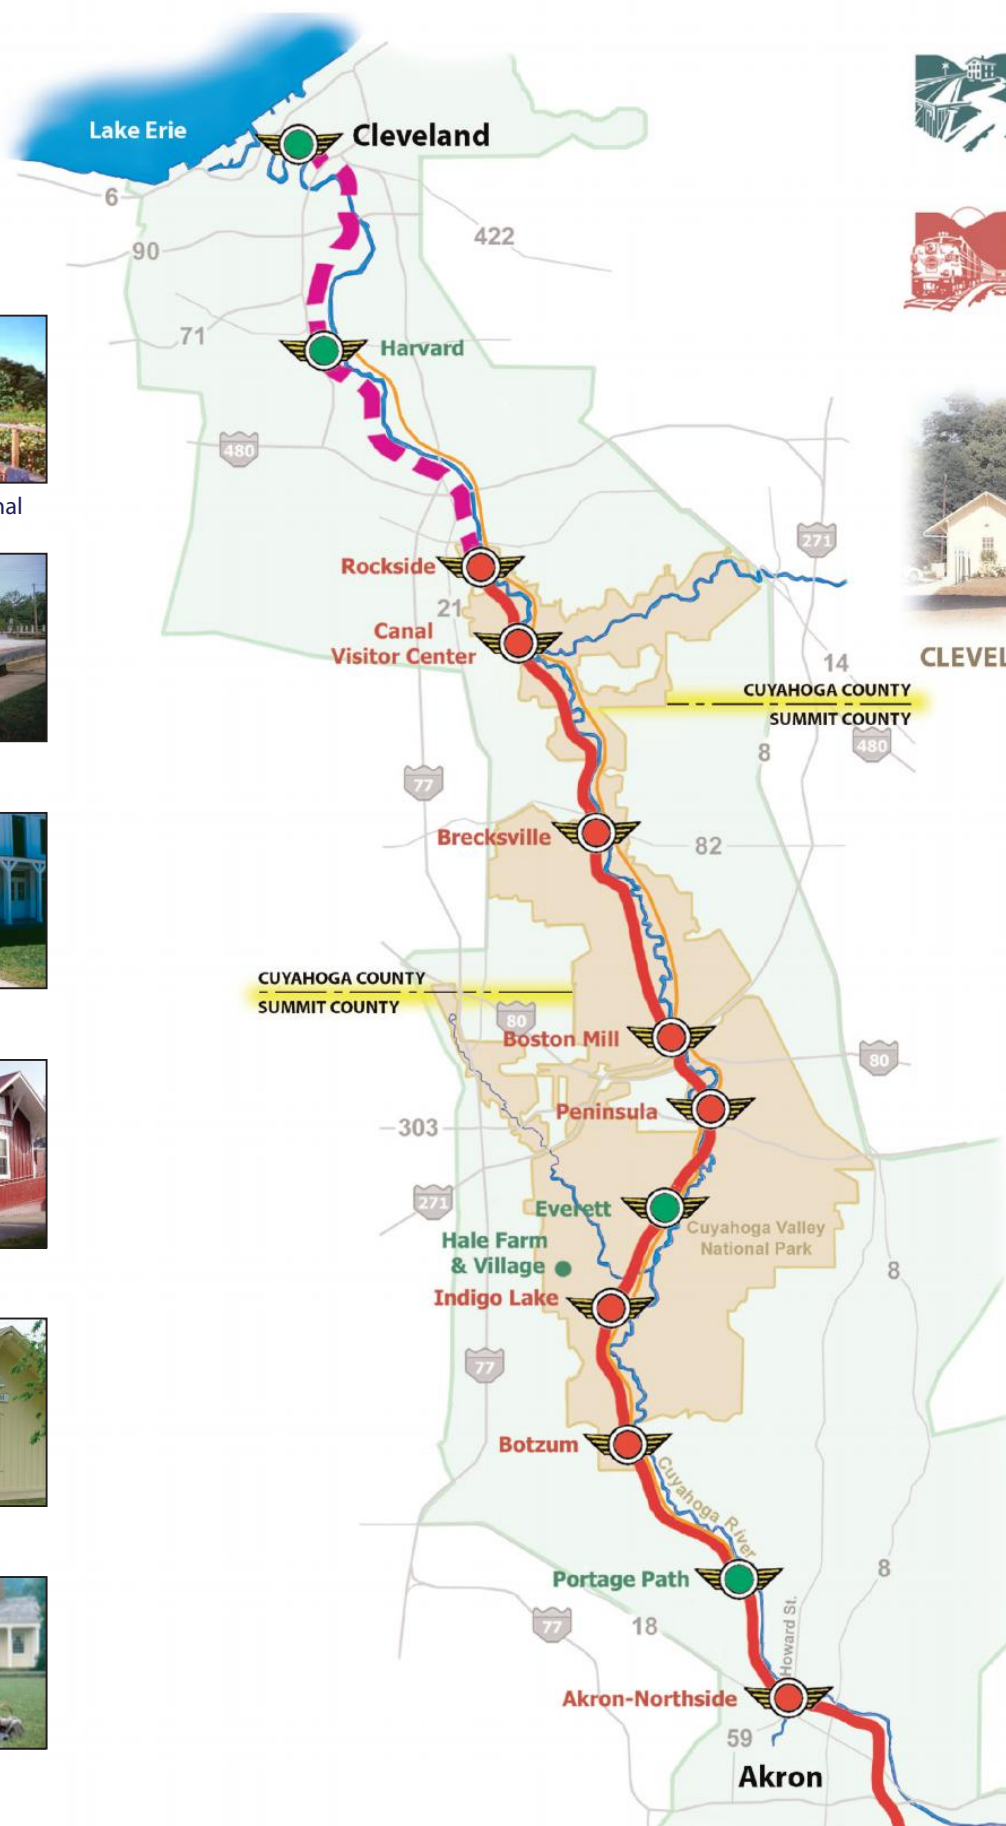 Lake Erie
Cleveland
6
90
422
71
Harvard
480
nal
271
Rockside
21
Canal
Visitor Center
14
CLEVEL
CUYAHOGA COUNTY
SUMMIT COUNTY
8
480
77
Brecksville
82
CUYAHOGA COUNTY
SUMMIT COUNTY
80
Boston Mill
80
Peninsula
303
271
Everett
Cuyahoga Valley
National Park
Hale Farm
& Village
8
Indigo Lake
77
Botzum
Cuyahoga River
8
Portage Path
77
18
Howard St.
Akron-Northside
59
Akron